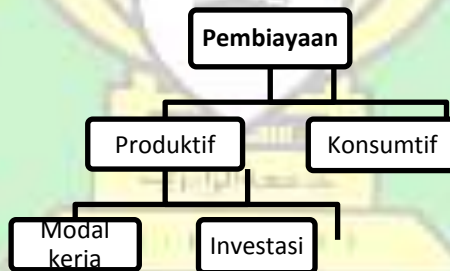 Pembiayaan
Produktif
Konsumtif
Modal
kerja
Investasi